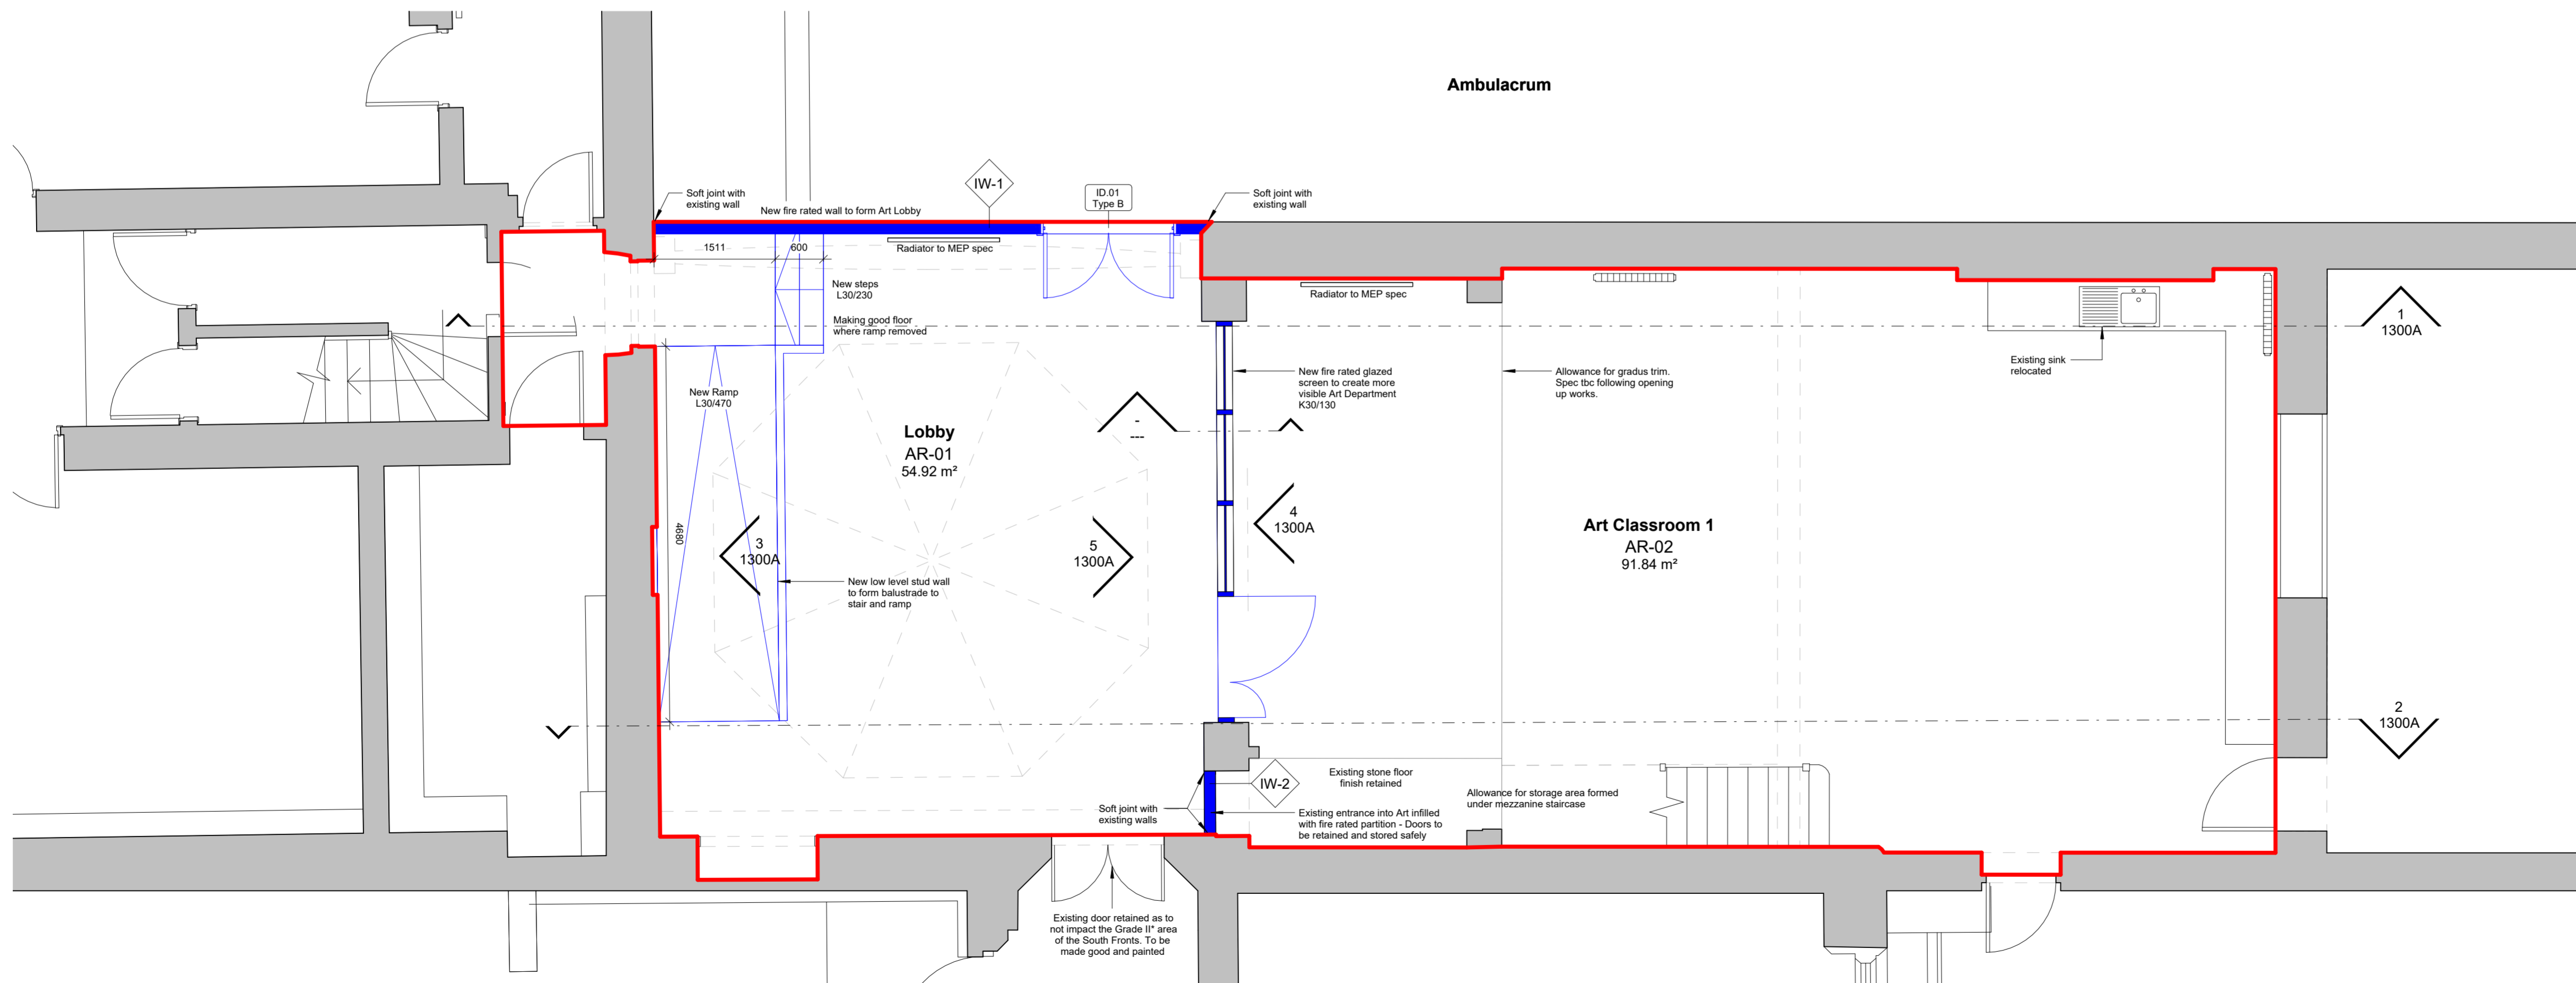 Ambulacrum
IW-1
ID.01
Type B
Soft joint with
existing wall
New fire rated wall to form Art Lobby
Soft joint with
existing wall
1511
600
Radiator to MEP spec
New steps
L30/230
Making good floor
where ramp removed
Radiator to MEP spec
1
1300A
Existing sink
relocated
New Ramp
L30/470
New fire rated glazed
screen to create more
visible Art Department
K30/130
Allowance for gradus trim.
Spec tbc following opening
up works.
-
---
Lobby
AR-01
54.92 m²
4680
3
1300A
5
1300A
4
1300A
Art Classroom 1
AR-02
91.84 m²
New low level stud wall
to form balustrade to
stair and ramp
2
1300A
IW-2
Existing stone floor
finish retained
Soft joint with
existing walls
Existing entrance into Art infilled
with fire rated partition - Doors to
be retained and stored safely
Allowance for storage area formed
under mezzanine staircase
Existing door retained as to
not impact the Grade II* area
of the South Fronts. To be
made good and painted